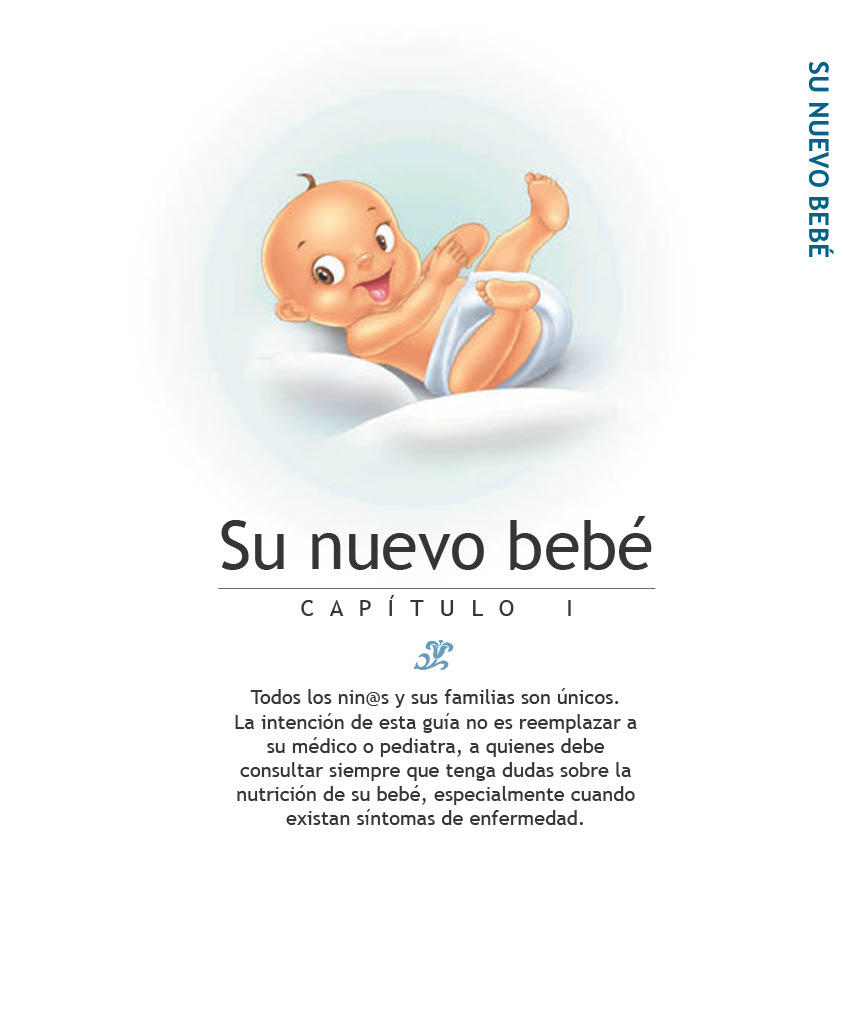 SU NUEVO BEBÉ
Su nuevo bebé
CAPÍTULO I
Todos los nin@s y sus familias son únicos.
La intención de esta guía no es reemplazar a
su médico o pediatra, a quienes debe
consultar siempre que tenga dudas sobre la
nutrición de su bebé, especialmente cuando
existan síntomas de enfermedad.